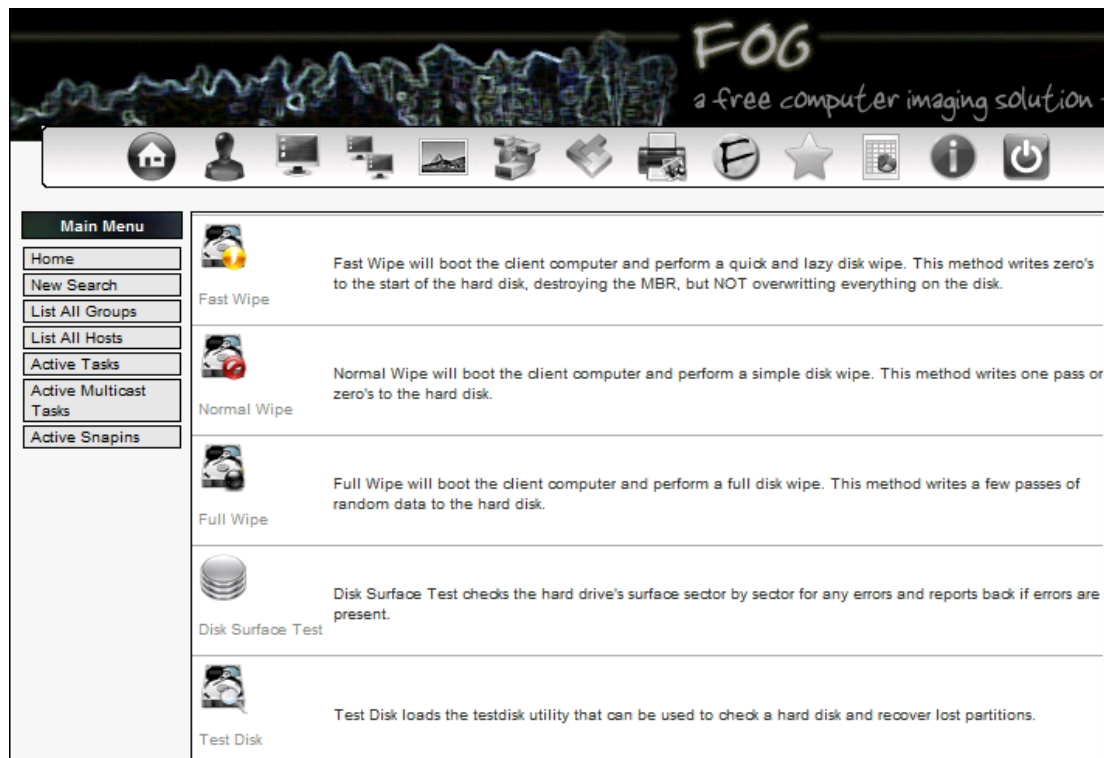 FOG
a free computer imaging solution
Main Menu
Home
New Search
List All Groups
List All Hosts
Active Tasks
Active Multicast
Tasks
Active Snapins
Fast Wipe will boot the client computer and perform a quick and lazy disk wipe. This method writes zero's
to the start of the hard disk, destroying the MBR, but NOT overwritting everything on the disk.
Fast Wipe
Normal Wipe will boot the client computer and perform a simple disk wipe. This method writes one pass or
zero's to the hard disk.
Normal Wipe
Full Wipe will boot the client computer and perform a full disk wipe. This method writes a few passes of
random data to the hard disk.
Full Wipe
Disk Surface Test checks the hard drive's surface sector by sector for any errors and reports back if errors are
present.
Disk Surface Test
Test Disk loads the testdisk utility that can be used to check a hard disk and recover lost partitions.
Test Disk